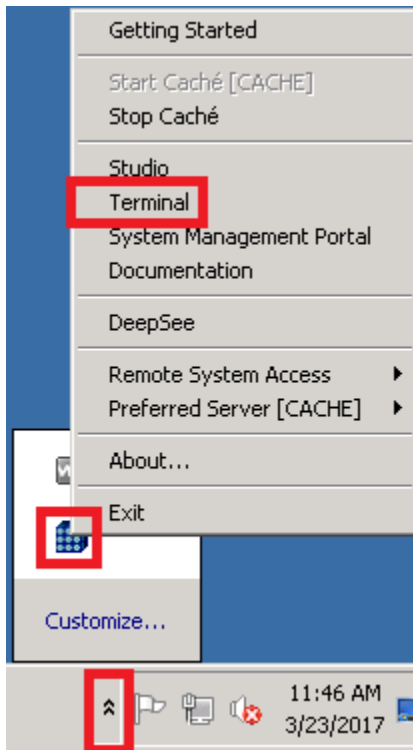 Getting Started
Start Caché [CACHE]
Stop Caché
Studio
Terminal
System Management Portal
Documentation
DeepSee
Remote System Access
Preferred Server [CACHE]
About...
Exit
Customize...
11:46 AM
3/23/2017